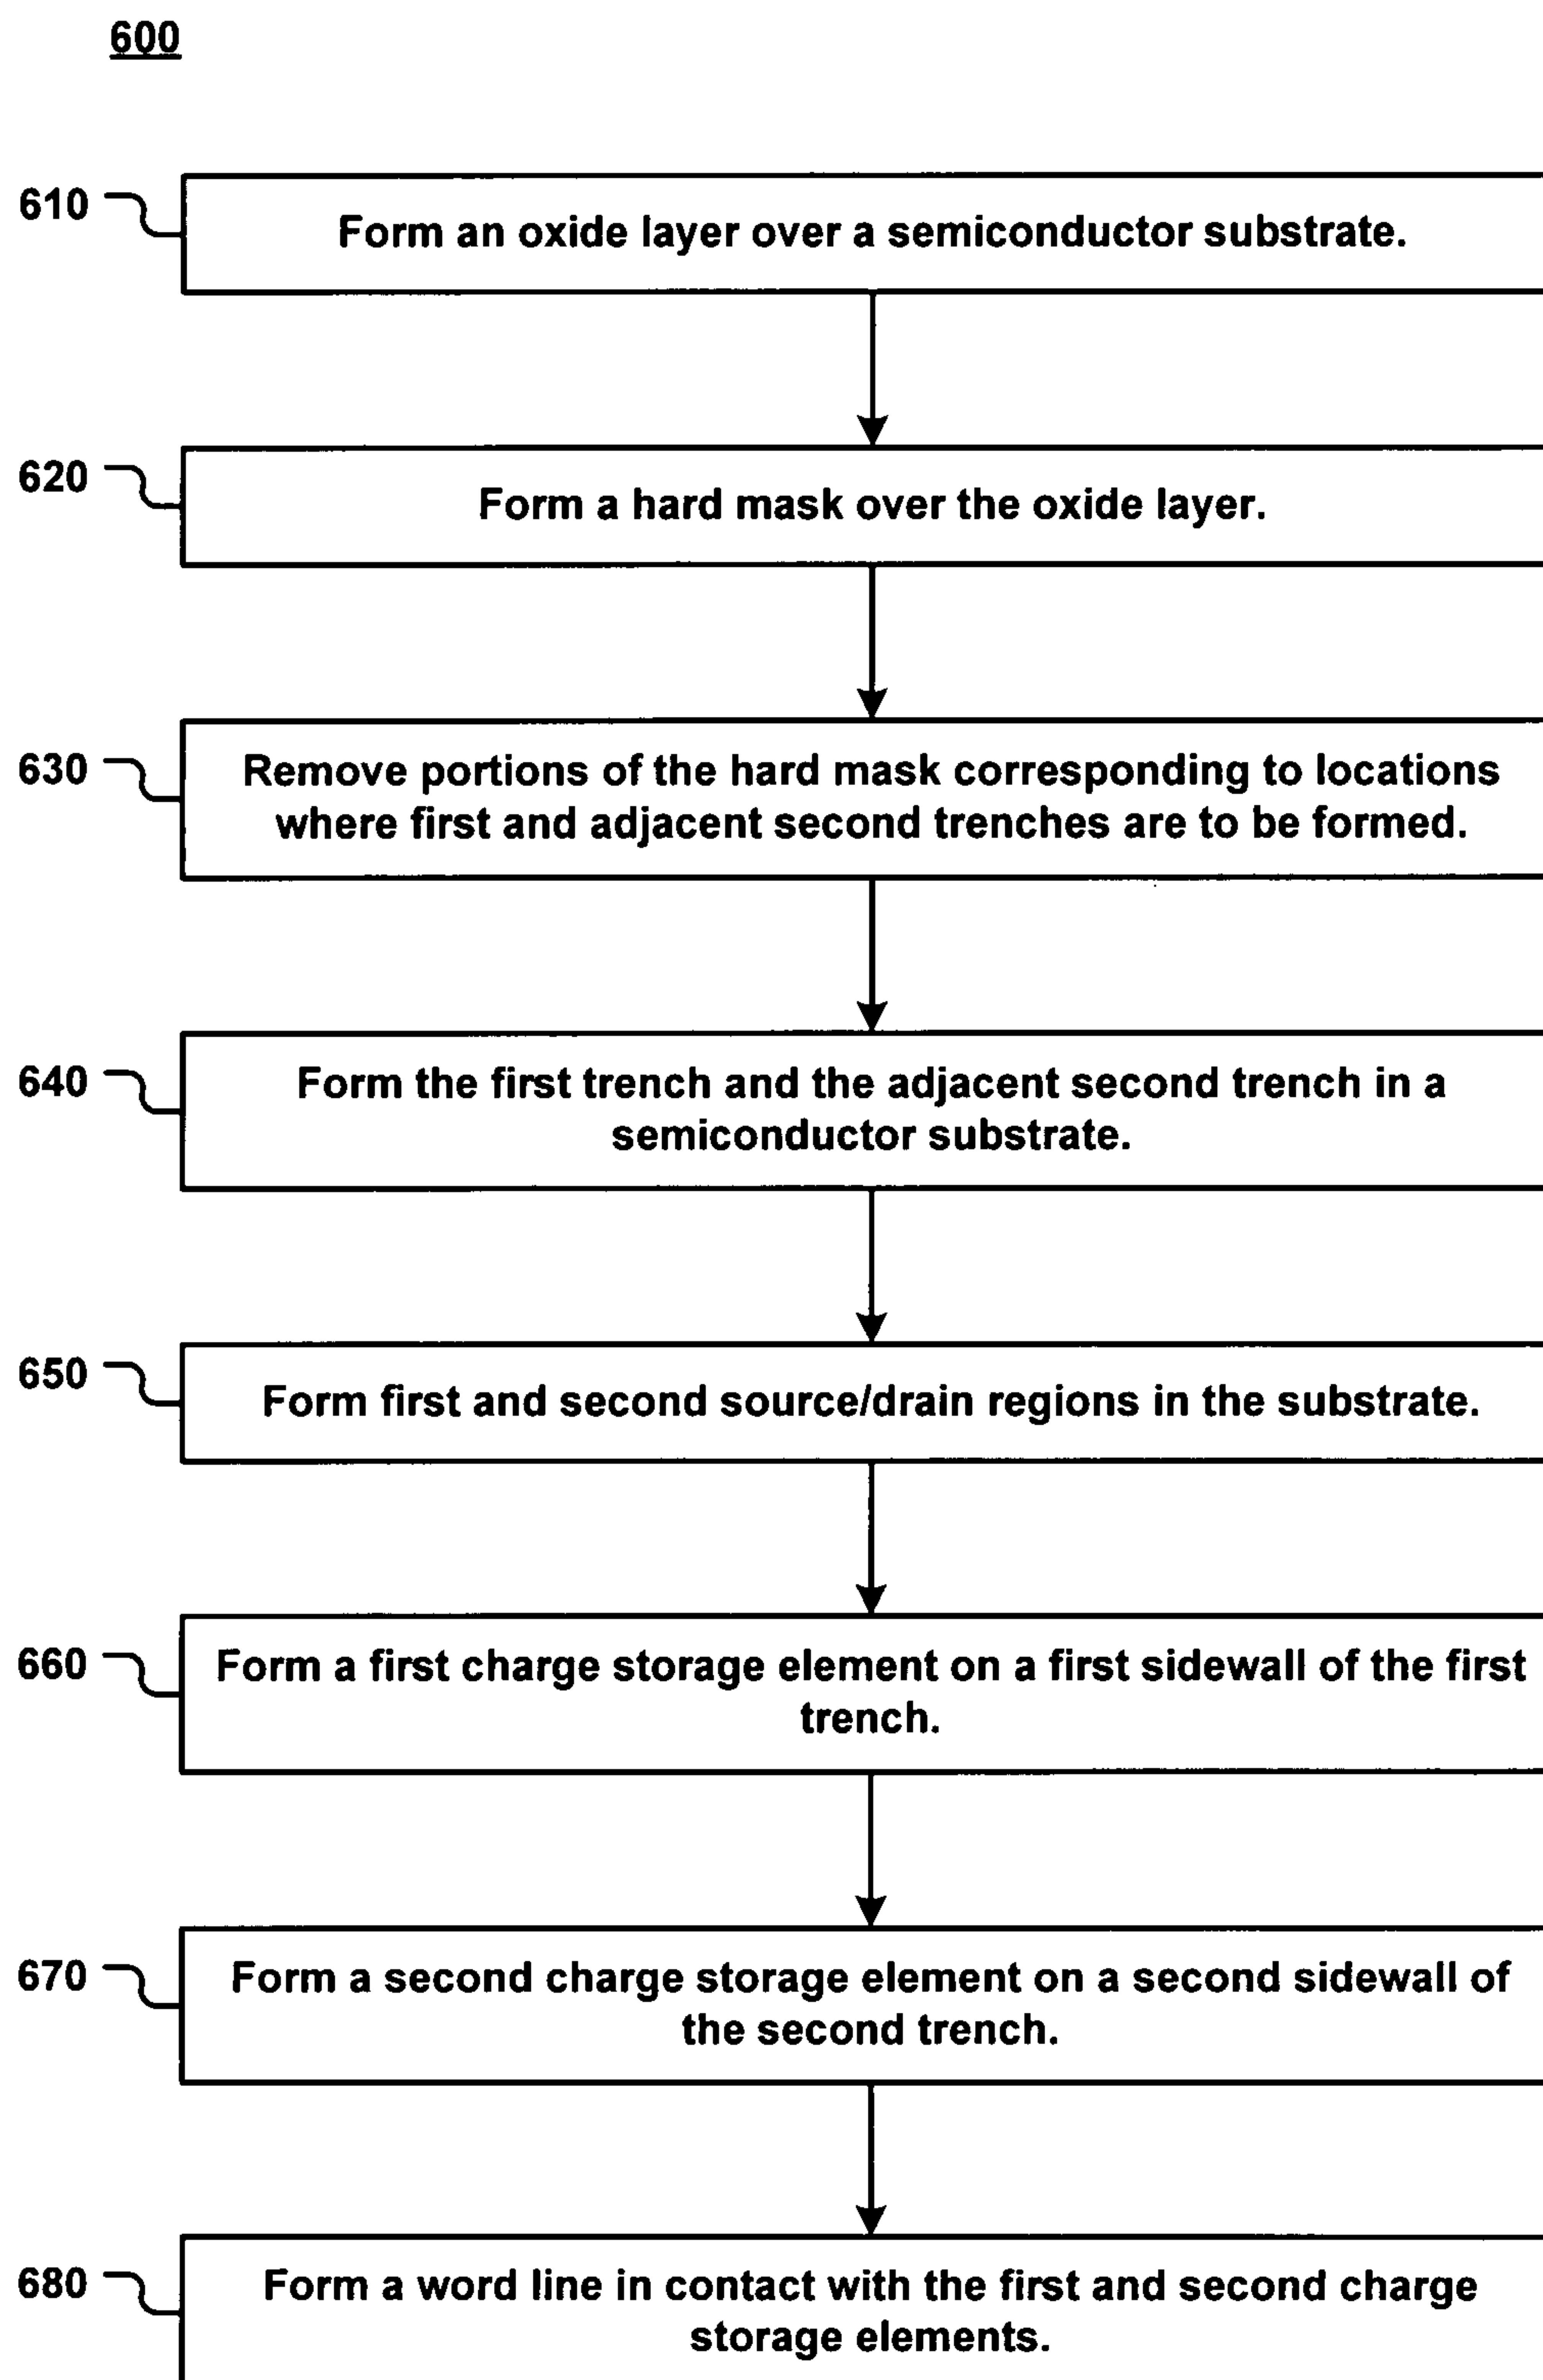 600
610
Form an oxide layer over a semiconductor substrate.
620
Form a hard mask over the oxide layer.
630
Remove portions of the hard mask corresponding to locations
where first and adjacent second trenches are to be formed.
640
Form the first trench and the adjacent second trench in a
semiconductor substrate.
650
Form first and second source/drain regions in the substrate.
660
Form a first charge storage element on a first sidewall of the first
trench.
670
Form a second charge storage element on a second sidewall of
the second trench.
680
Form a word line in contact with the first and second charge
storage elements.